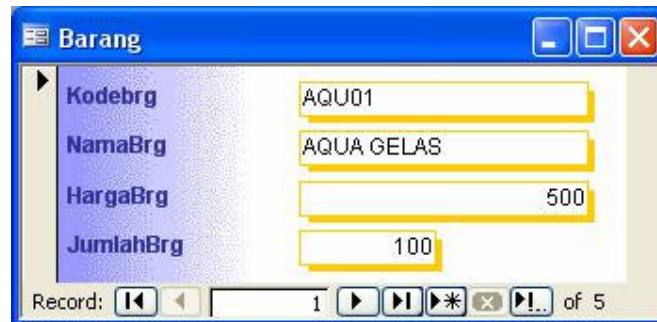 Barang
Kodebrg AQU01
NamaBrg AQUA GELAS
HargaBrg 500
JumlahBrg 100
Record: 1 of 5